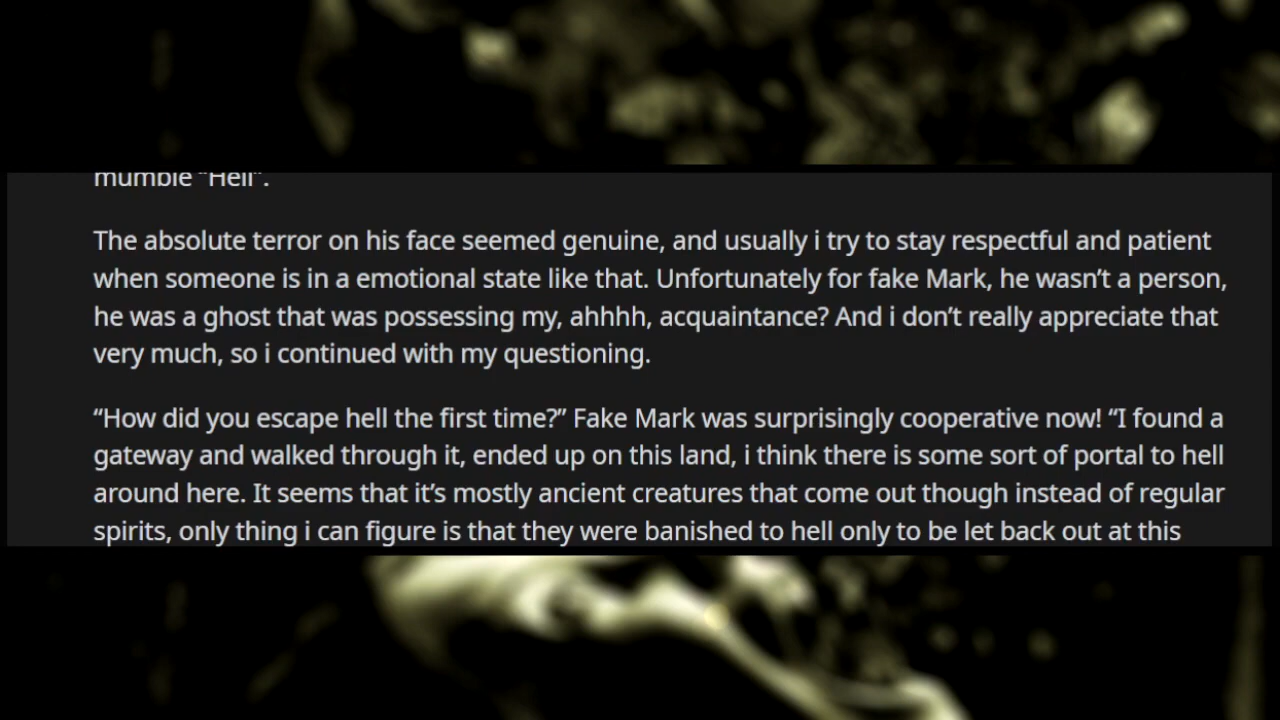 mumble “Hell”.
The absolute terror on his face seemed genuine, and usually i try to stay respectful and patient
when someone is in a emotional state like that. Unfortunately for fake Mark, he wasn’t a person,
he was a ghost that was possessing my, ahhhh, acquaintance? And i don’t really appreciate that
very much, so i continued with my questioning.
“How did you escape hell the first time?” Fake Mark was surprisingly cooperative now! “I found a
gateway and walked through it, ended up on this land, i think there is some sort of portal to hell
around here. It seems that it’s mostly ancient creatures that come out though instead of regular
spirits, only thing i can figure is that they were banished to hell only to be let back out at this